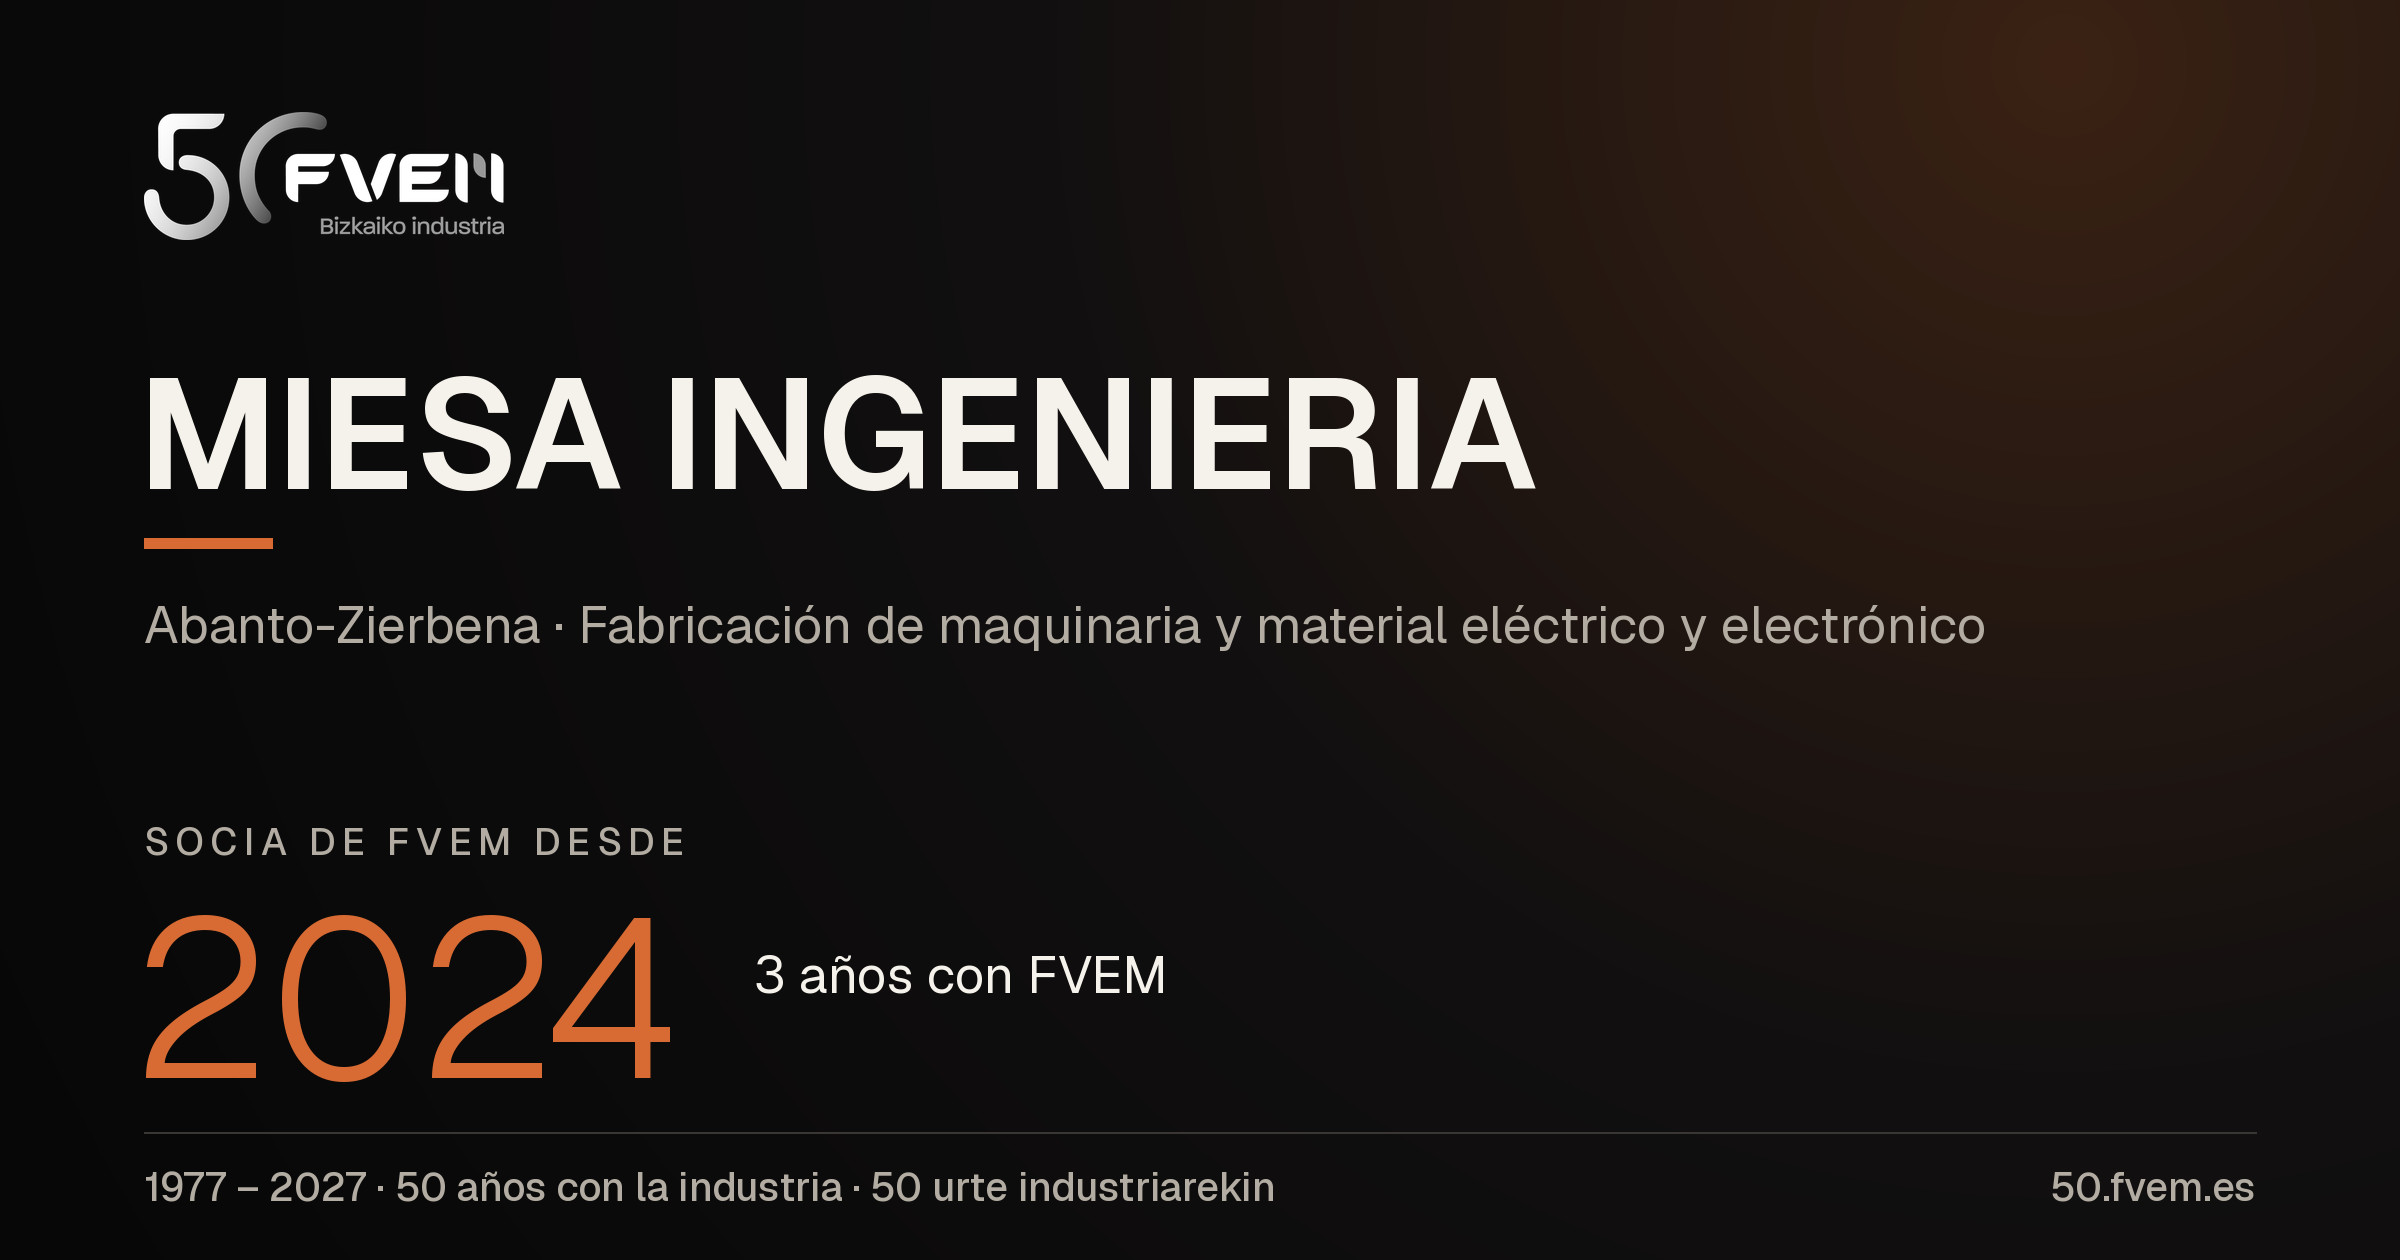 50 FVEM
Bizkaiko industria
MIESA INGENIERIA
Abanto-Zierbena · Fabricación de maquinaria y material eléctrico y electrónico
SOCIA DE FVEM DESDE
2024
3 años con FVEM
1977 – 2027 · 50 años con la industria · 50 urte industriarekin
50.fvem.es